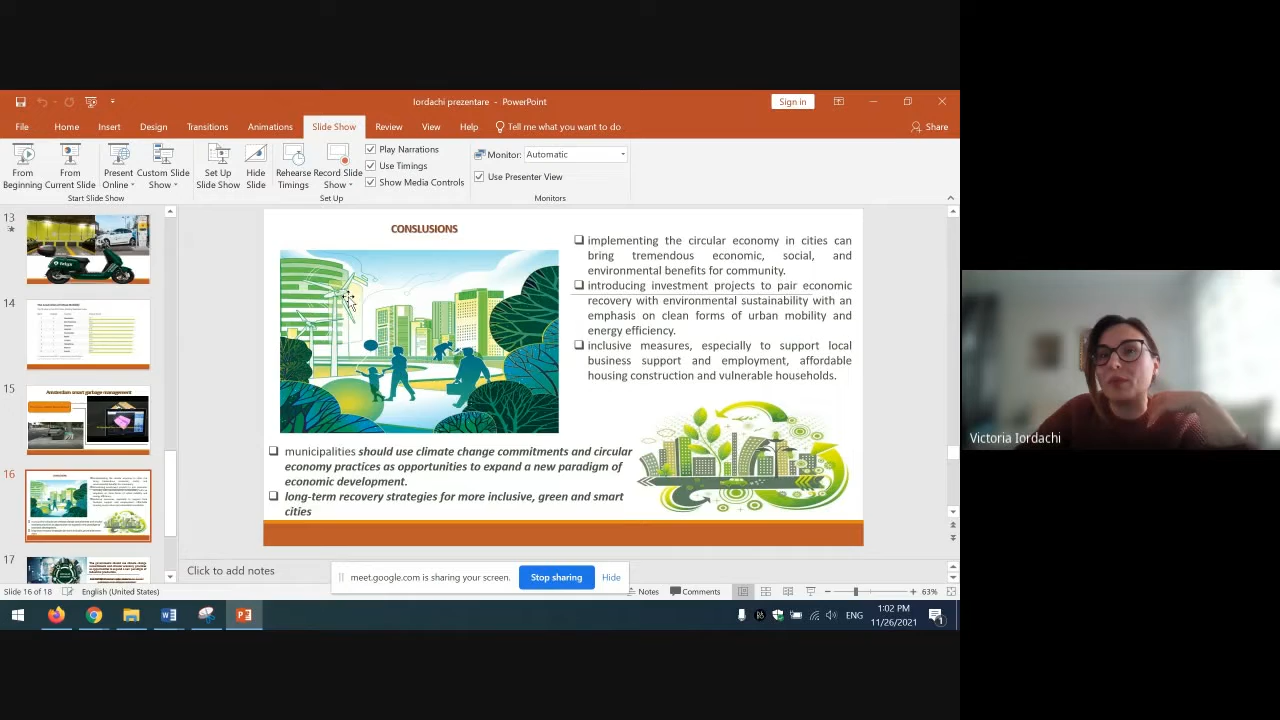 Iordachi prezentare - PowerPoint
Sign in
File Home Insert Design Transitions Animations Slide Show Review View Help Tell me what you want to do Share
From Beginning
From Current Slide
Present Online
Custom Slide Show
Set Up Slide Show
Hide Slide
Rehearse Timings
Record Slide Show
Play Narrations
Use Timings
Show Media Controls
Monitor: Automatic
Use Presenter View
Start Slide Show
Set Up
Monitors
13
14
15
Amsterdam smart garbage management
16
17
CONSLUSIONS
implementing the circular economy in cities can
bring tremendous economic, social, and
environmental benefits for community.
introducing investment projects to pair economic
recovery with environmental sustainability with an
emphasis on clean forms of urban mobility and
energy efficiency.
inclusive measures, especially to support local
business support and employment, affordable
housing construction and vulnerable households.
municipalities should use climate change commitments and circular
economy practices as opportunities to expand a new paradigm of
economic development.
long-term recovery strategies for more inclusive, green and smart
cities
Victoria Iordachi
Click to add notes
meet.google.com is sharing your screen.
Stop sharing
Hide
Slide 16 of 18
English (United States)
Notes
Comments
63%
ENG
1:02 PM
11/26/2021